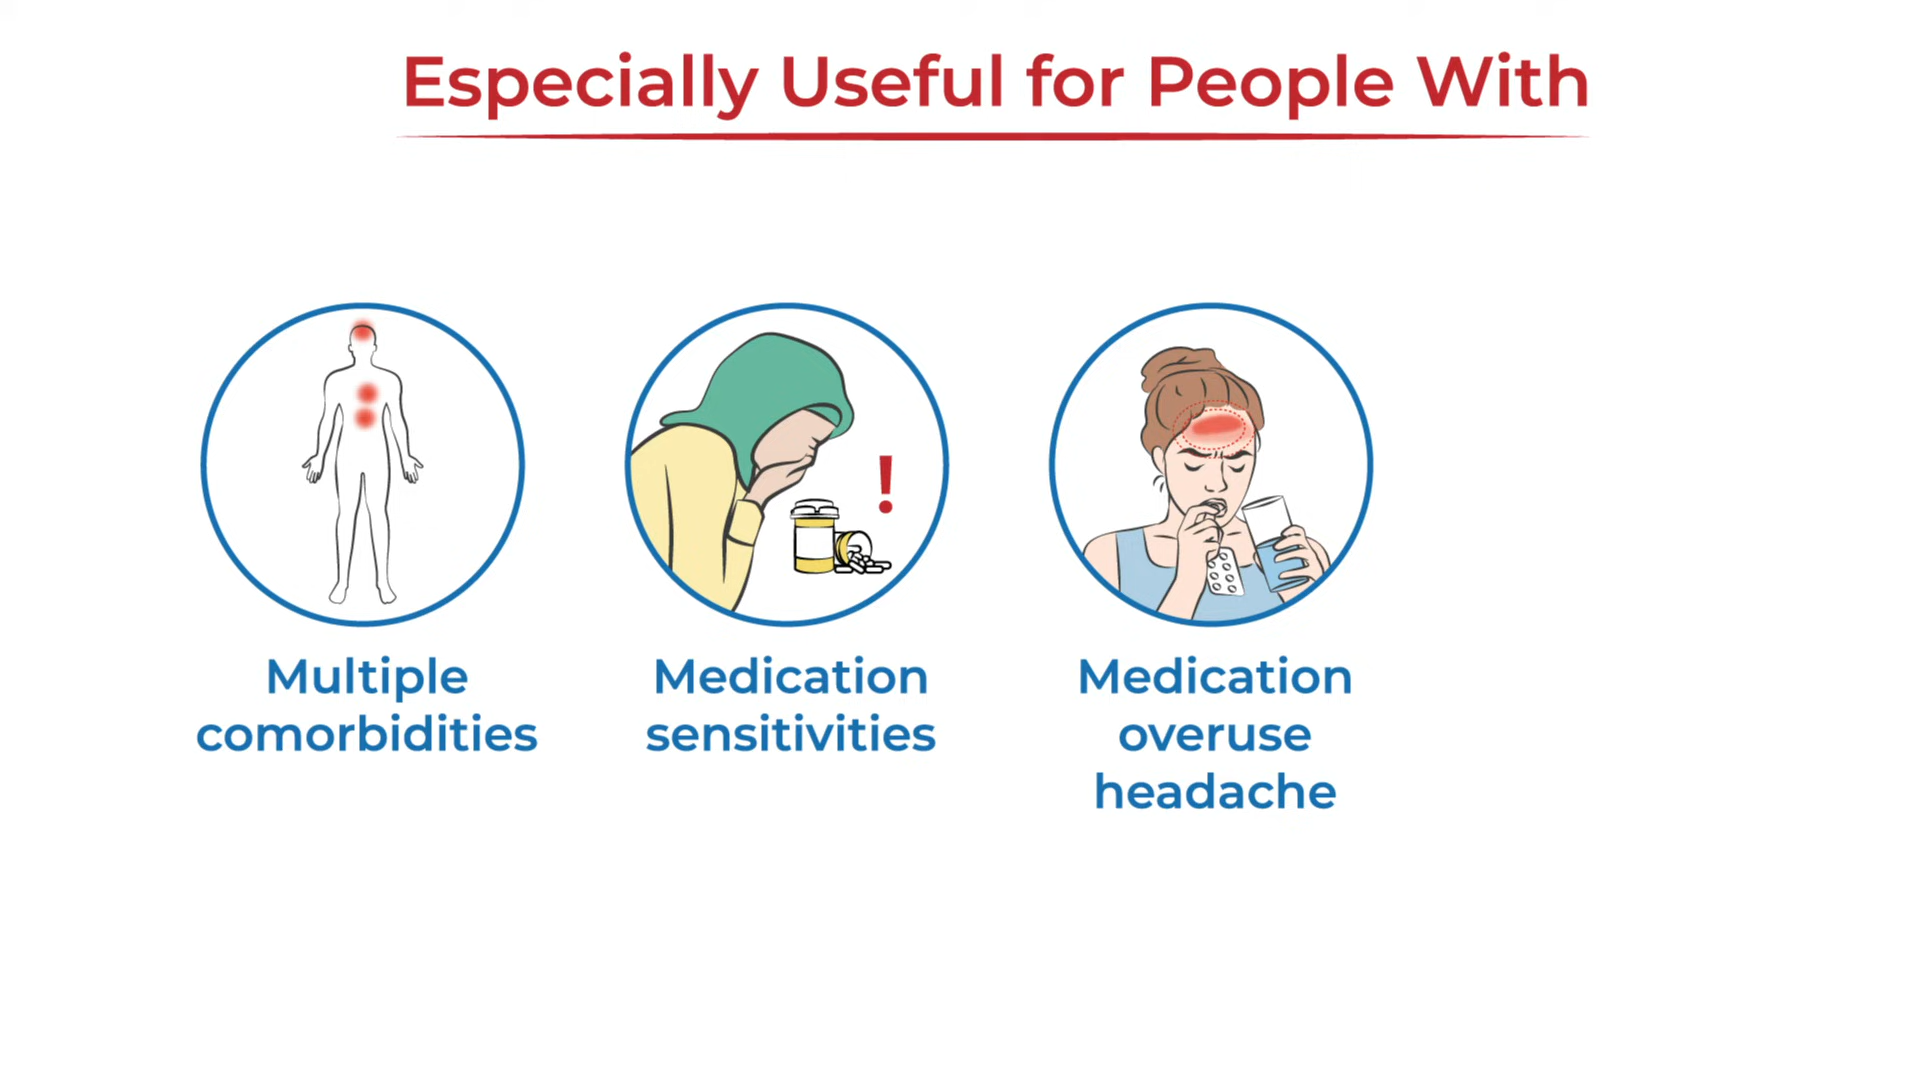 Especially Useful for People With
Multiple
comorbidities
!
Medication
sensitivities
Medication
overuse
headache